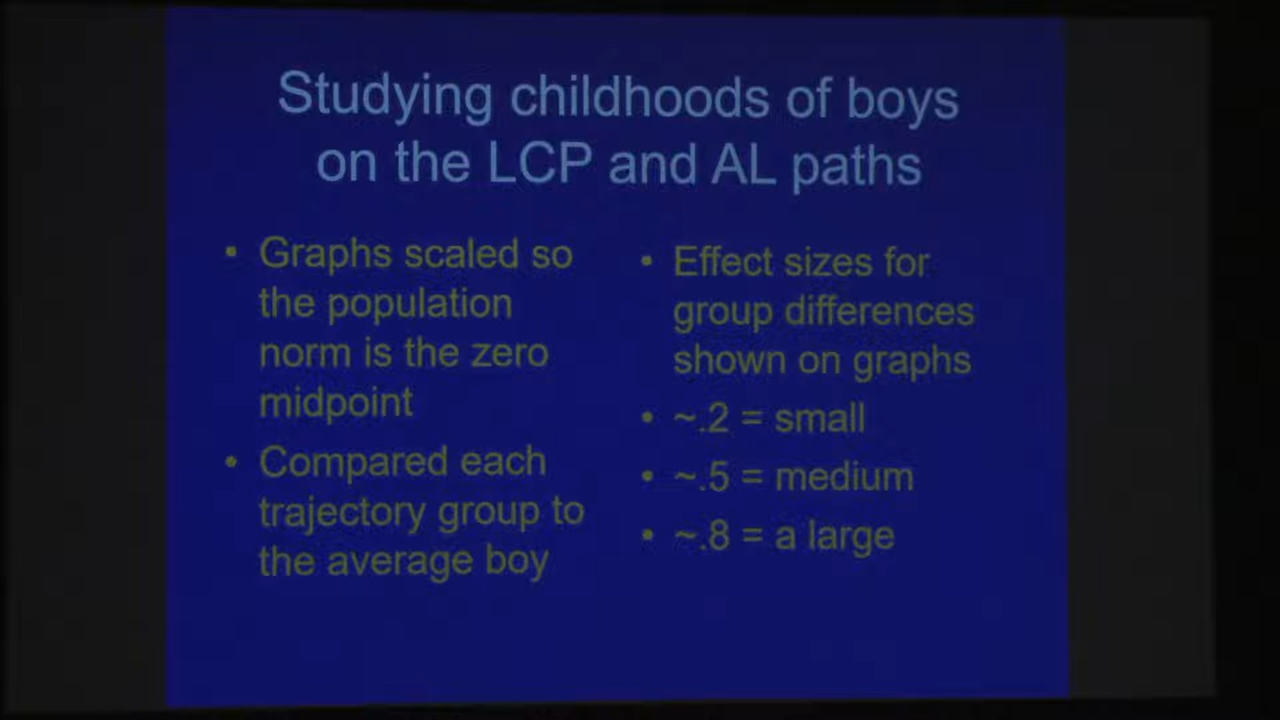 Studying childhoods of boys
on the LCP and AL paths
• Graphs scaled so
the population
norm is the zero
midpoint
• Compared each
trajectory group to
the average boy
• Effect sizes for
group differences
shown on graphs
• ~.2 = small
• ~.5 = medium
• ~.8 = a large